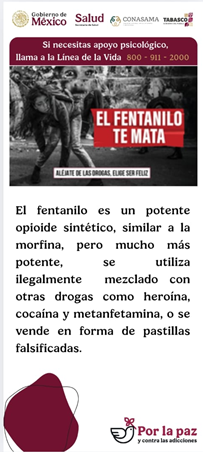 Gobierno de
México
Salud
CONASAMA
TABASCO
Si necesitas apoyo psicológico,
llama a la Línea de la Vida 800 - 911 - 2000
EL FENTANILO
TE MATA
ALÉJATE DE LAS DROGAS. ELIGE SER FELIZ
El fentanilo es un potente
opioide sintético, similar a la
morfina, pero mucho más
potente, se utiliza
ilegalmente mezclado con
otras drogas como heroína,
cocaína y metanfetamina, o se
vende en forma de pastillas
falsificadas.
Por la paz
y contra las adicciones